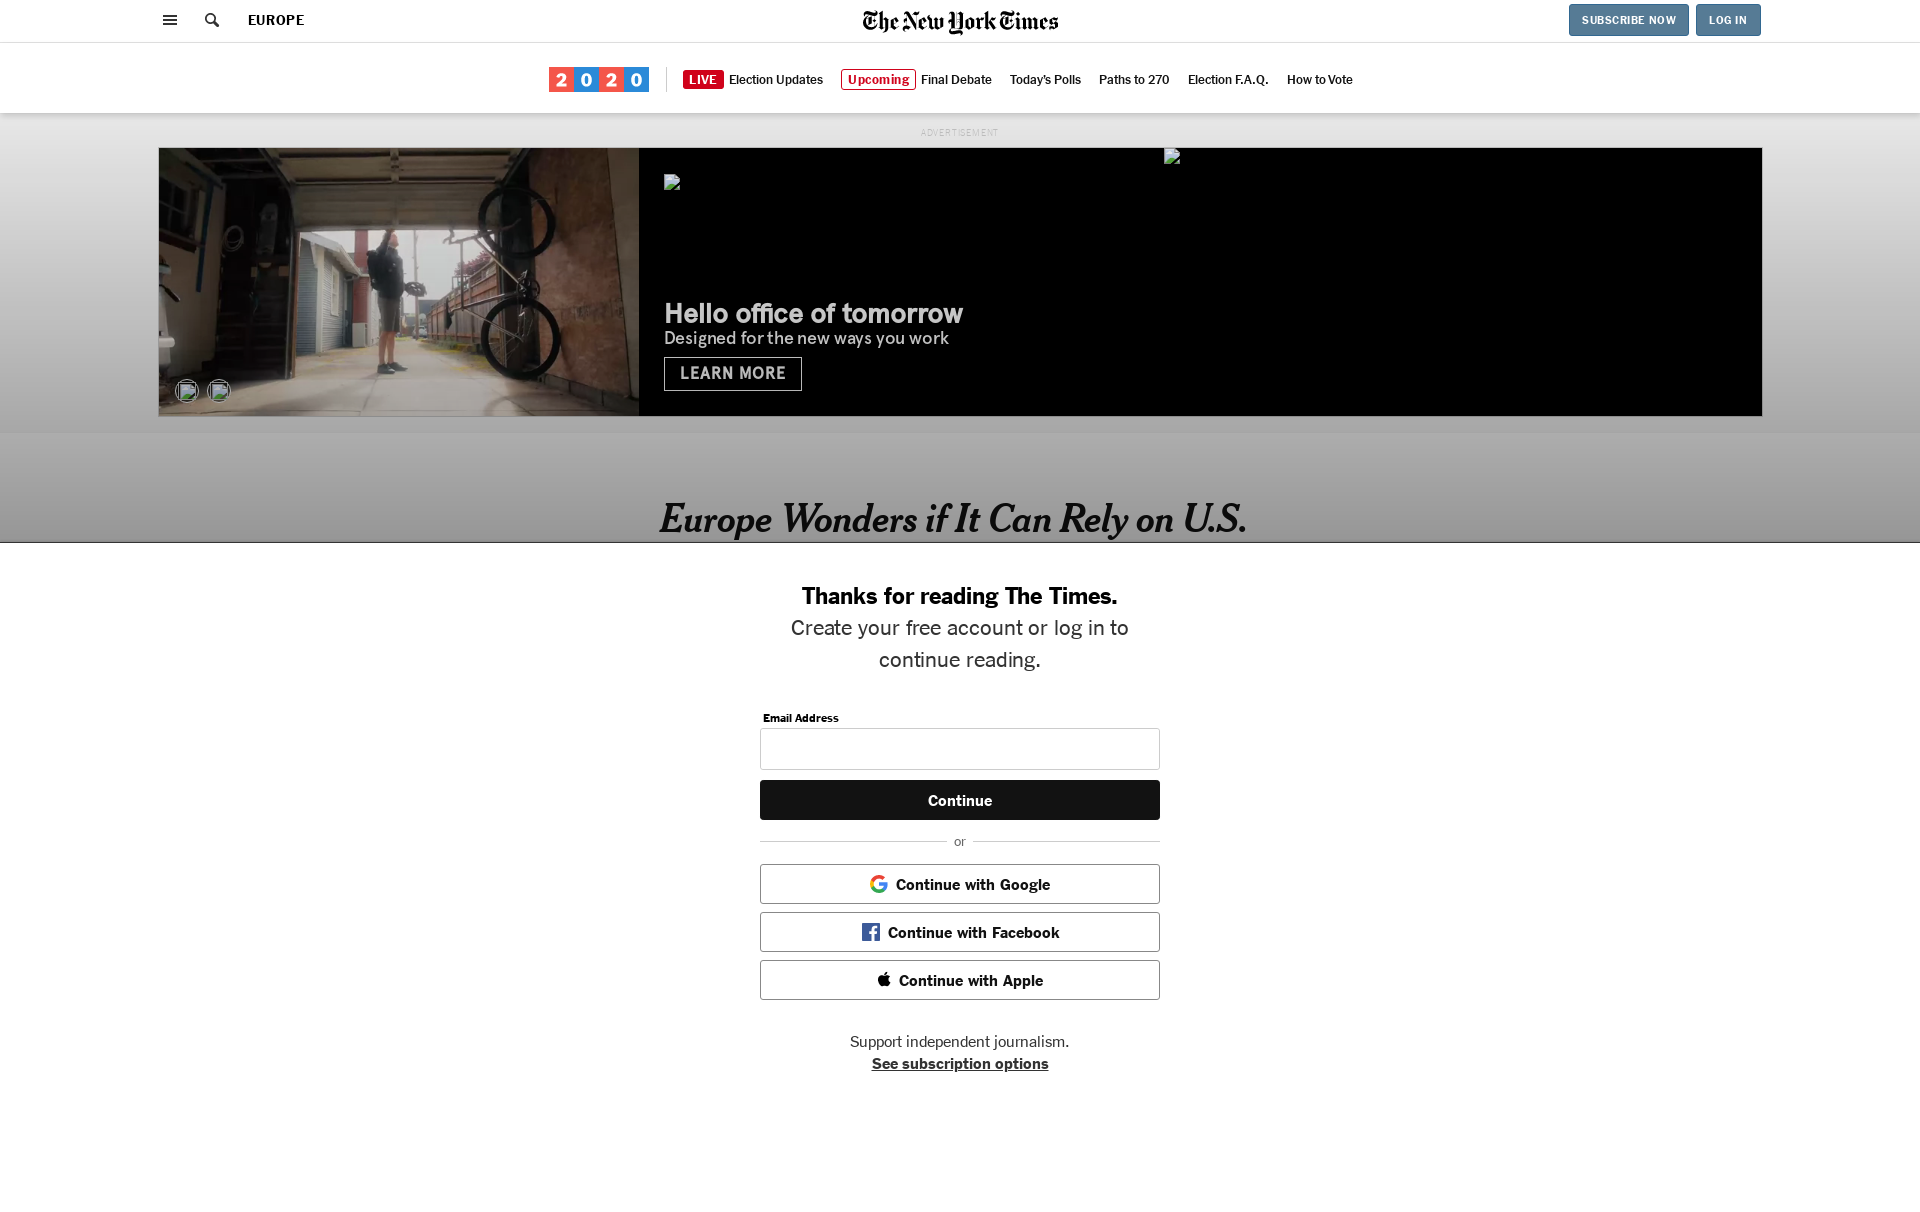 EUROPE
The New York Times
SUBSCRIBE NOW
LOG IN
2020
LIVE Election Updates
Upcoming Final Debate
Today's Polls
Paths to 270
Election F.A.Q.
How to Vote
ADVERTISEMENT
Hello office of tomorrow
Designed for the new ways you work
LEARN MORE
Europe Wonders if It Can Rely on U.S.
Thanks for reading The Times.
Create your free account or log in to
continue reading.
Email Address
Continue
or
Continue with Google
Continue with Facebook
Continue with Apple
Support independent journalism.
See subscription options